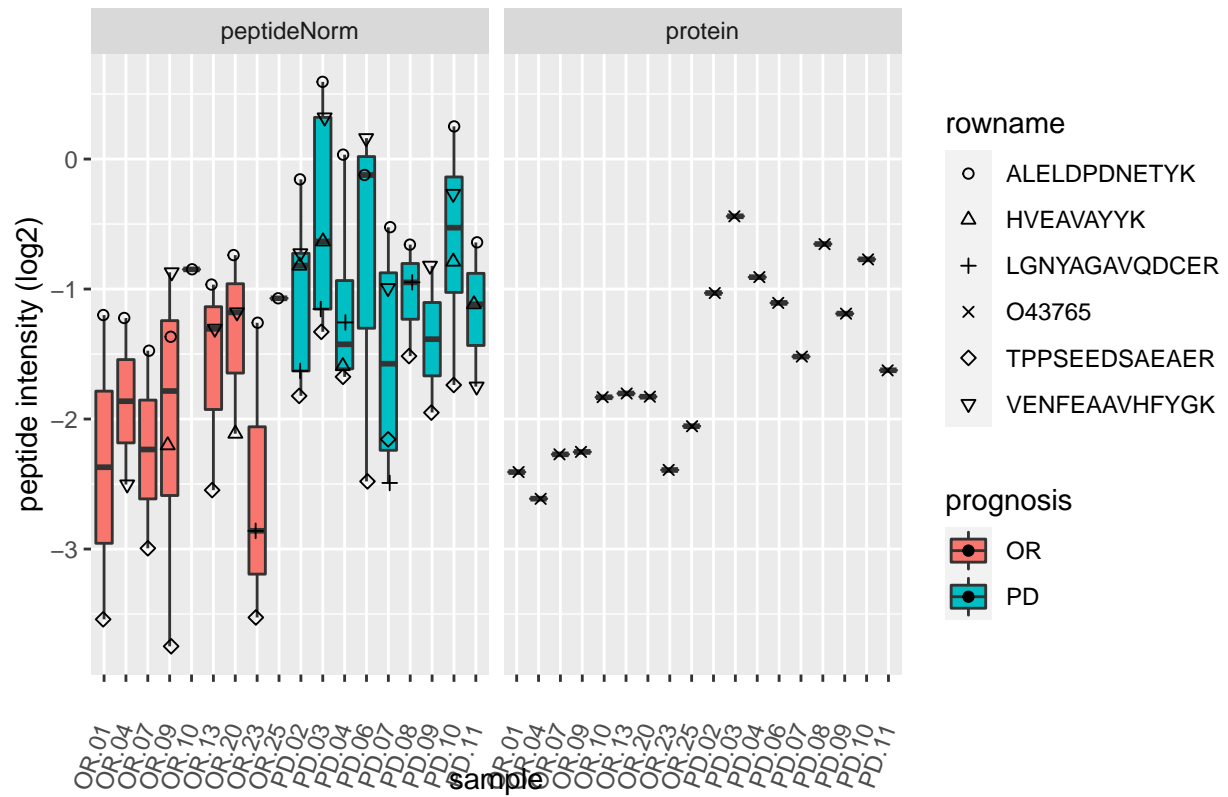 peptideNorm
protein
peptide intensity (log2)
0
−1
−2
−3
OR.01
OR.04
OR.07
OR.09
OR.10
OR.13
OR.20
OR.23
OR.25
PD.02
PD.03
PD.04
PD.06
PD.07
PD.08
PD.09
PD.10
PD.11
OR.01
OR.04
OR.07
OR.09
OR.10
OR.13
OR.20
OR.23
OR.25
PD.02
PD.03
PD.04
PD.06
PD.07
PD.08
PD.09
PD.10
PD.11
sample
rowname
ALELDPDNETYK
HVEAVAYYK
LGNYAGAVQDCER
O43765
TPPSEEDSAEAER
VENFEAAVHFYGK
prognosis
OR
PD